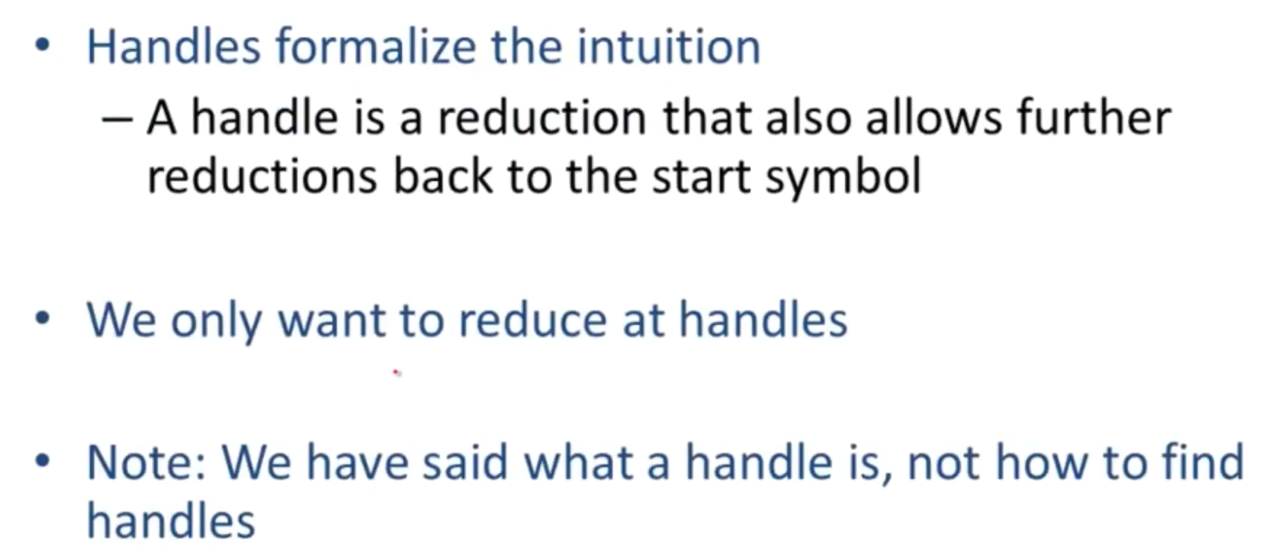 • Handles formalize the intuition
– A handle is a reduction that also allows further
reductions back to the start symbol
• We only want to reduce at handles
• Note: We have said what a handle is, not how to find
handles